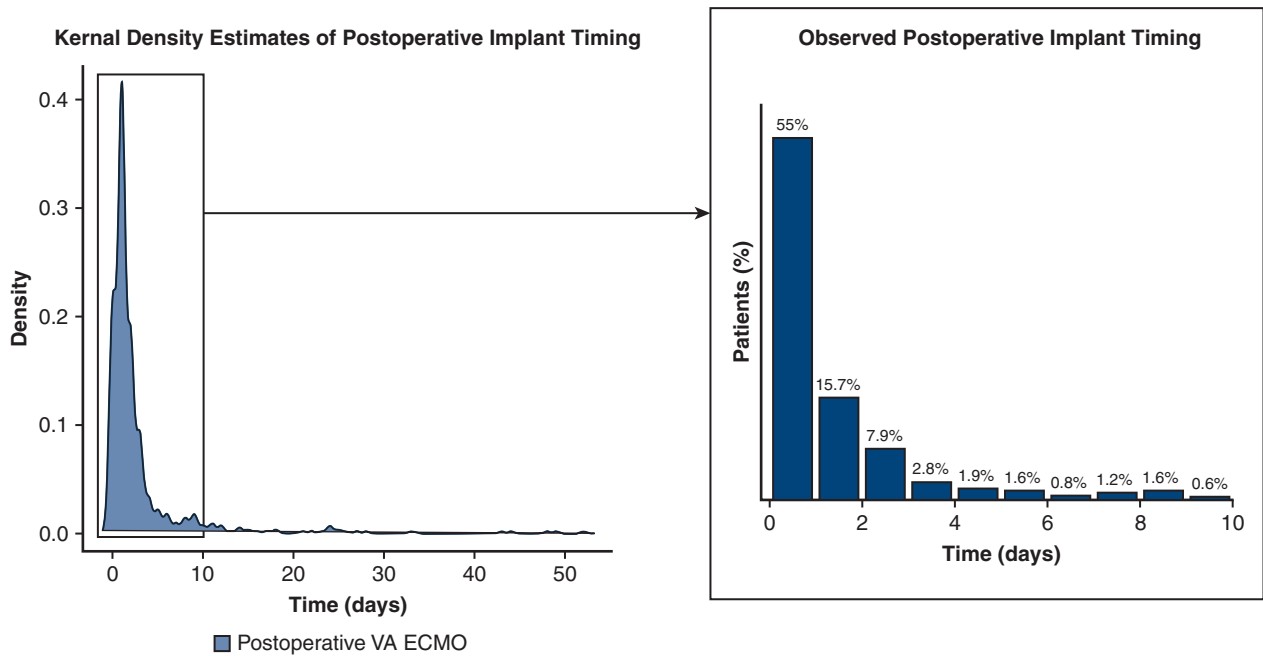 Kernal Density Estimates of Postoperative Implant Timing
Density
0.4
0.3
0.2
0.1
0.0
0 10 20 30 40 50
Time (days)
Postoperative VA ECMO
Observed Postoperative Implant Timing
Patients (%)
55%
15.7%
7.9%
2.8%
1.9%
1.6%
0.8%
1.2%
1.6%
0.6%
0 2 4 6 8 10
Time (days)